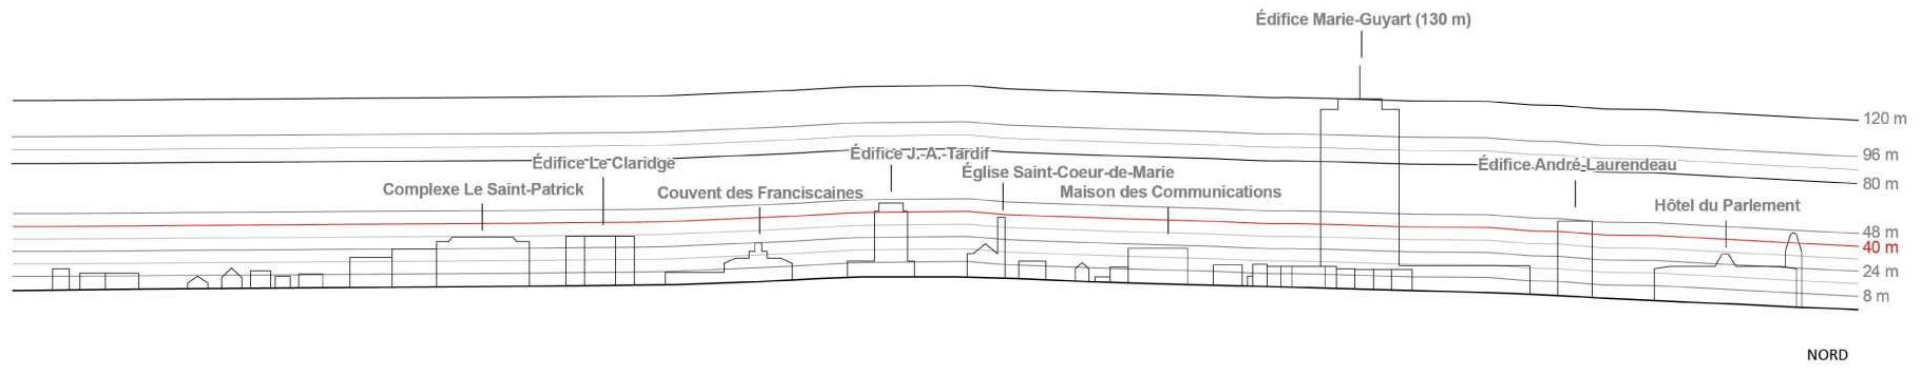 Édifice Marie-Guyart (130 m)
120 m
Édifice J.-A.-Tardif
96 m
Édifice Le Claridge
Édifice André-Laurendeau
Église Saint-Coeur-de-Marie
80 m
Complexe Le Saint-Patrick
Couvent des Franciscaines
Maison des Communications
Hôtel du Parlement
48 m
40 m
24 m
8 m
NORD